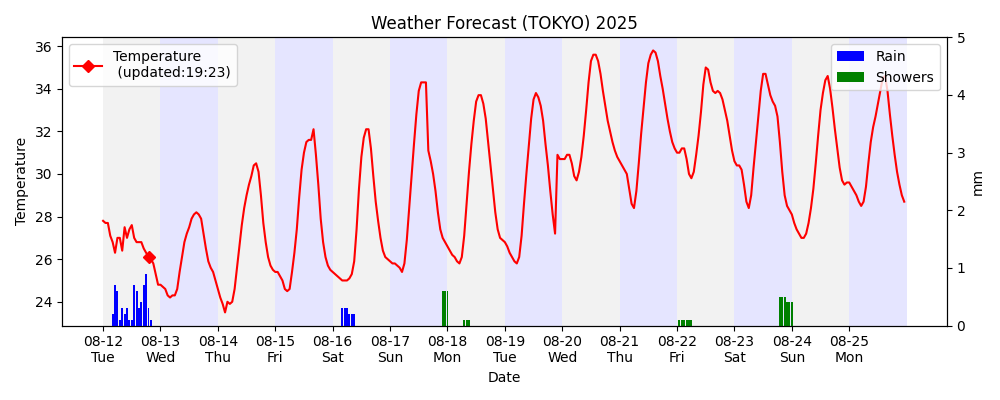 Weather Forecast (TOKYO) 2025
Temperature
(updated:19:23)
Rain
Showers
Temperature
36
34
32
30
28
26
24
5
4
3
2
1
0
mm
08-12 08-13 08-14 08-15 08-16 08-17 08-18 08-19 08-20 08-21 08-22 08-23 08-24 08-25
Tue Wed Thu Fri Sat Sun Mon Tue Wed Thu Fri Sat Sun Mon
Date